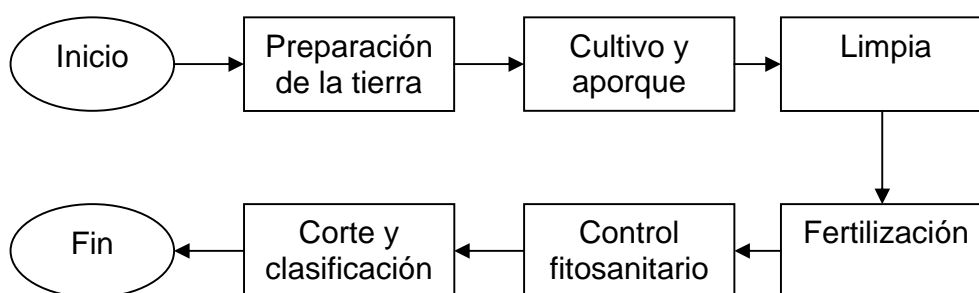 Inicio
Preparación
de la tierra
Cultivo y
aporque
Limpia
Fertilización
Control
fitosanitario
Corte y
clasificación
Fin